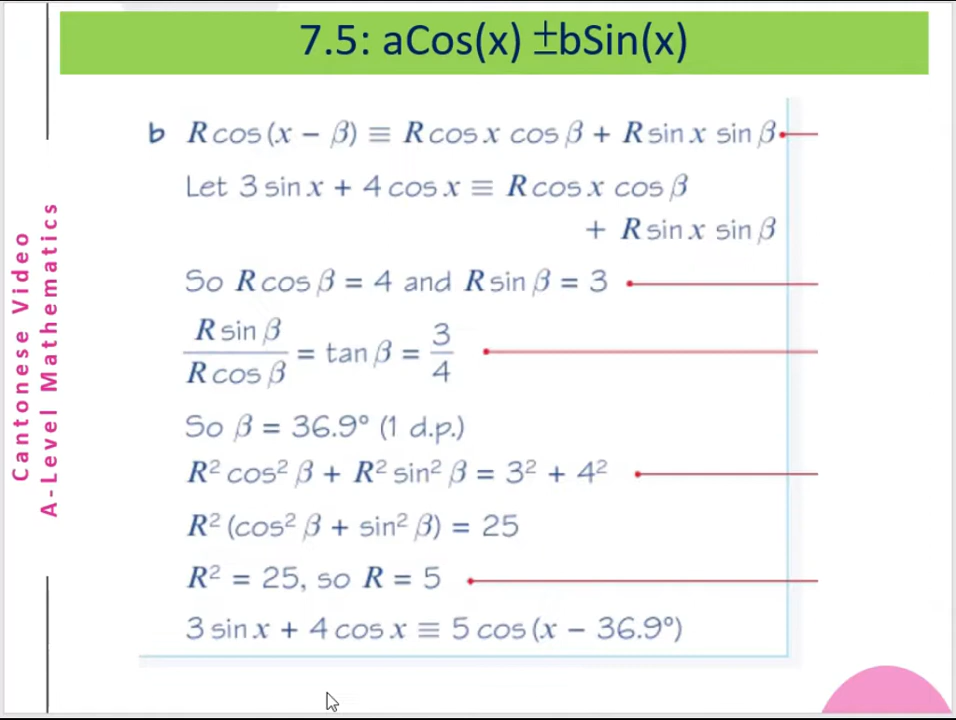 7.5: aCos(x) ±bSin(x)
Cantonese Video
A-Level Mathematics
b R cos (x − β) ≡ R cos x cos β + R sin x sin β
Let 3 sin x + 4 cos x ≡ R cos x cos β
+ R sin x sin β
So R cos β = 4 and R sin β = 3
R sin β / R cos β = tan β = 3/4
So β = 36.9° (1 d.p.)
R² cos² β + R² sin² β = 3² + 4²
R² (cos² β + sin² β) = 25
R² = 25, so R = 5
3 sin x + 4 cos x ≡ 5 cos (x − 36.9°)